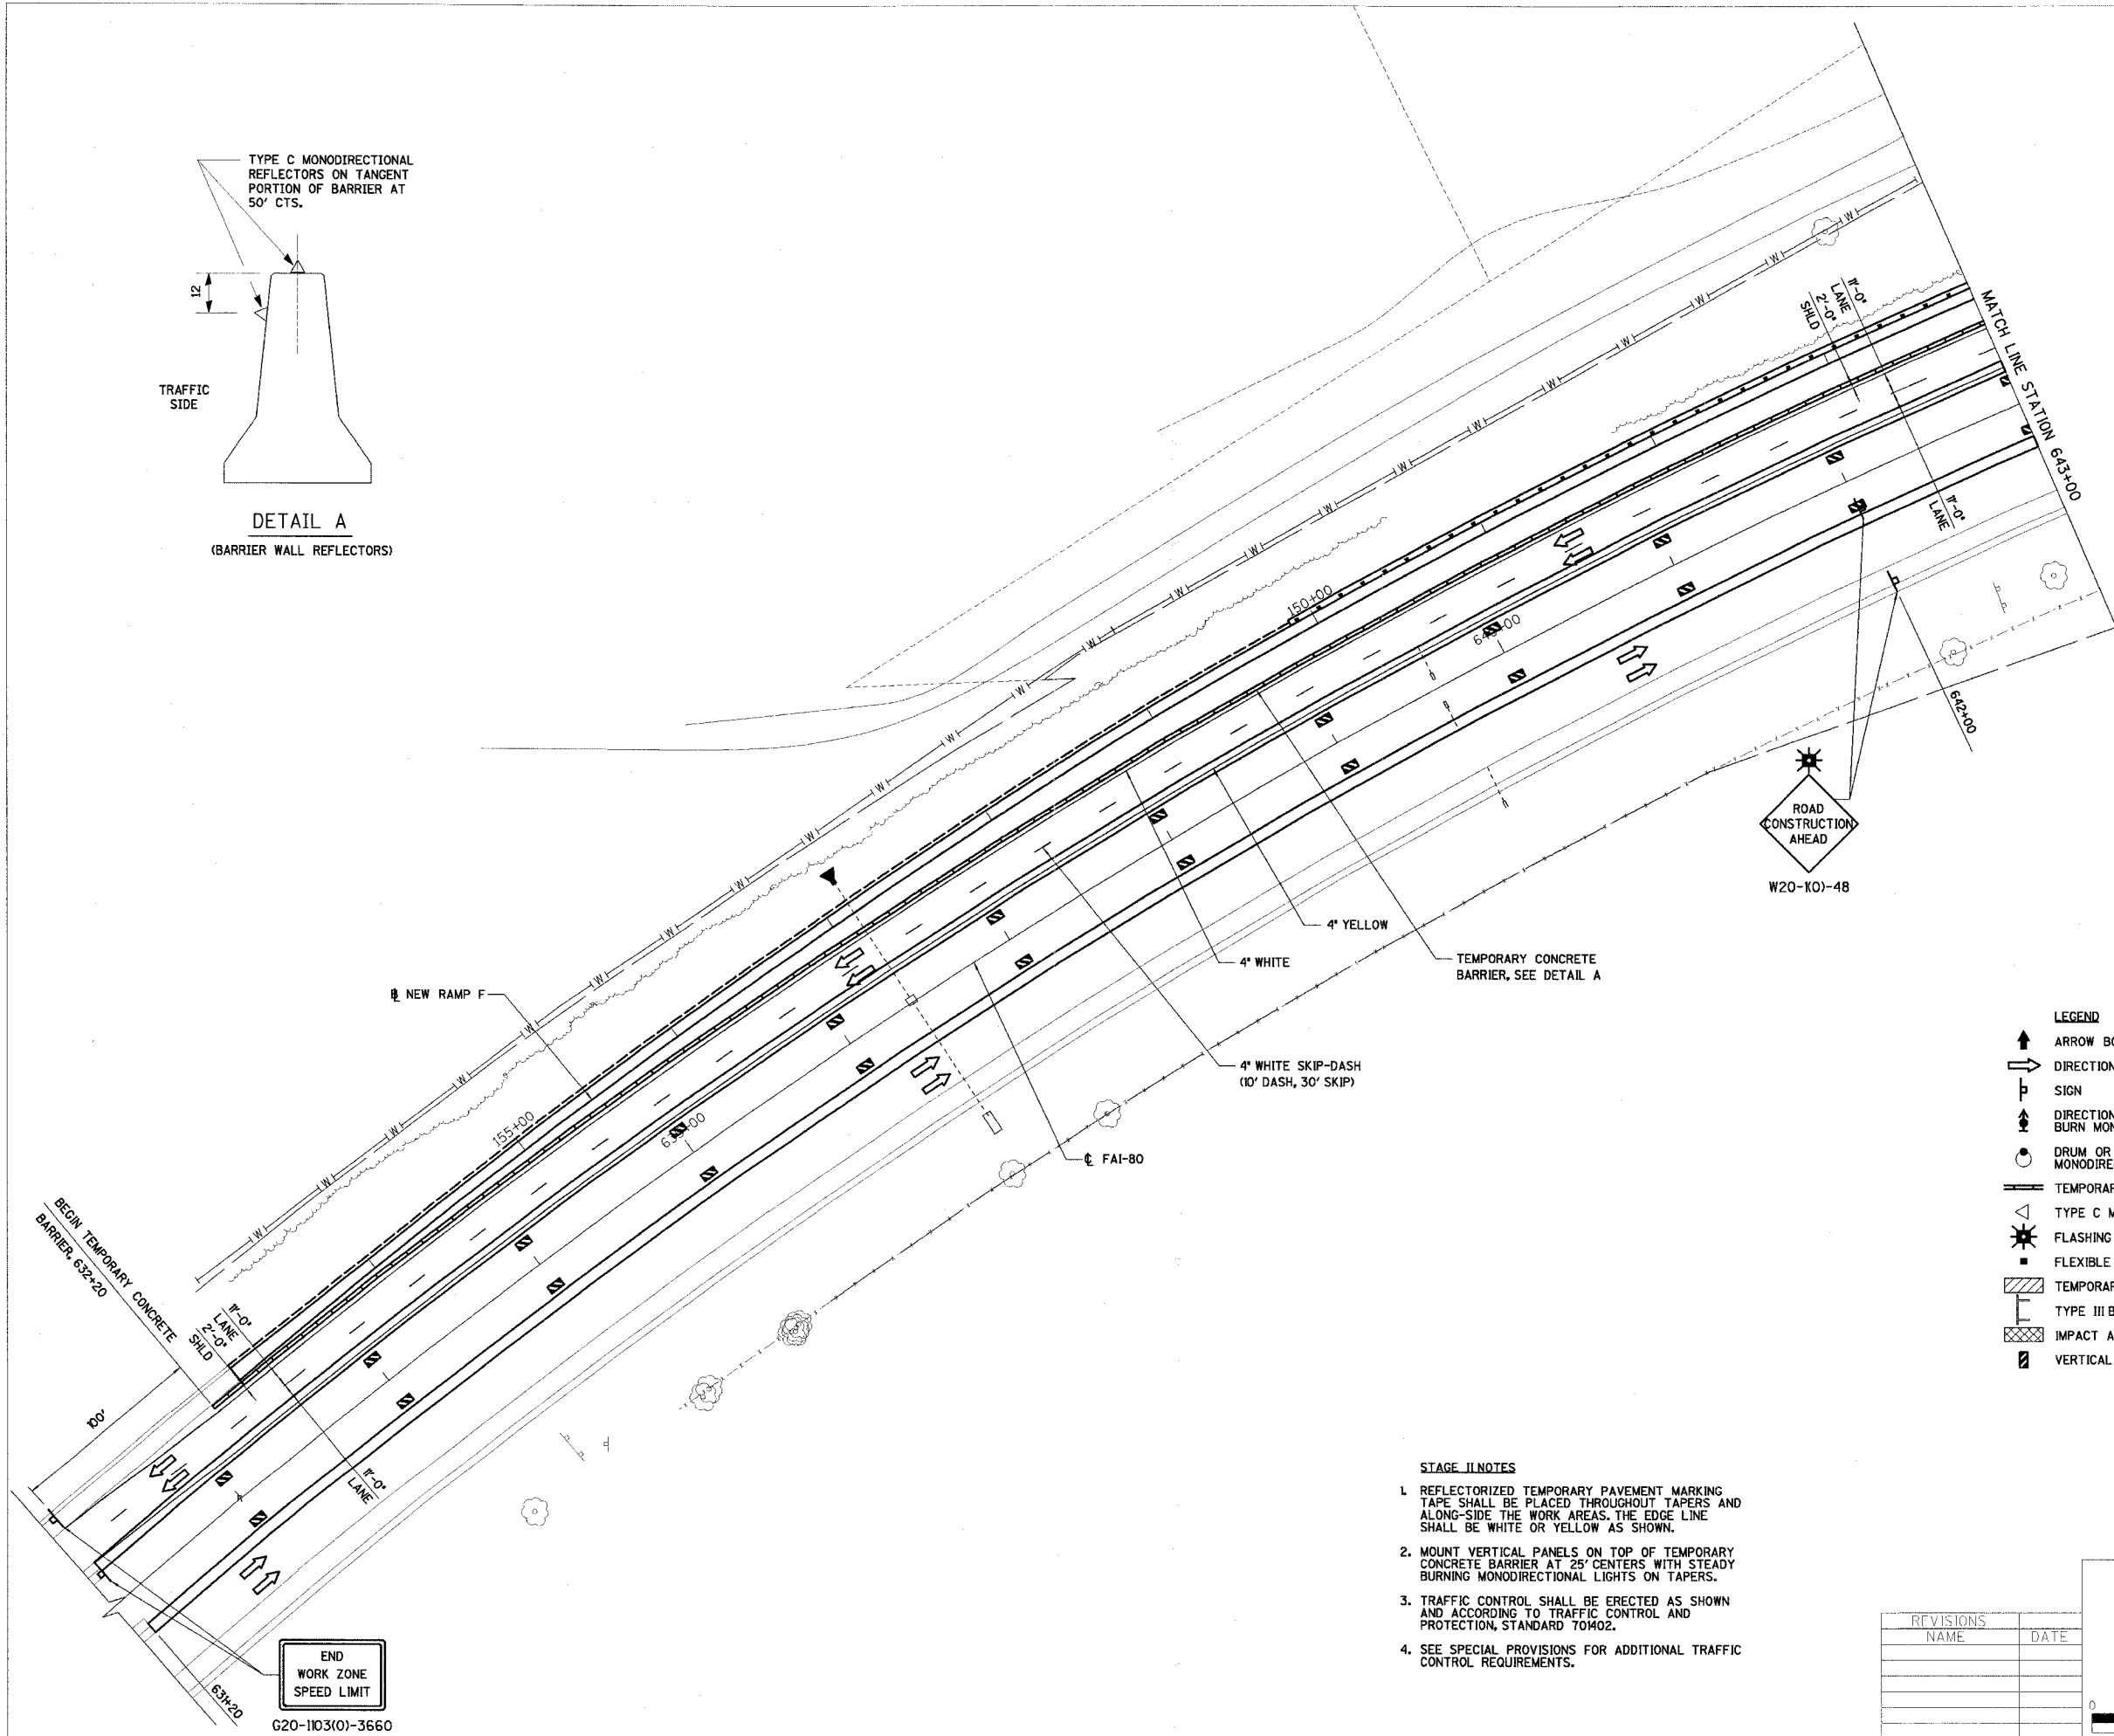 TYPE C MONODIRECTIONAL
REFLECTORS ON TANGENT
PORTION OF BARRIER AT
50' CTS.
12
TRAFFIC
SIDE
DETAIL A
(BARRIER WALL REFLECTORS)
11'-0"
LANE
2'-0"
SHLD
MATCH LINE STATION 643+00
11'-0"
LANE
150+00
642+00
ROAD
CONSTRUCTION
AHEAD
W20-1(O)-48
4" YELLOW
4" WHITE
TEMPORARY CONCRETE
BARRIER, SEE DETAIL A
℄ NEW RAMP F
4" WHITE SKIP-DASH
(10' DASH, 30' SKIP)
155+00
℄ FAI-80
BEGIN TEMPORARY CONCRETE
BARRIER, 632+20
11'-0"
LANE
2'-0"
SHLD
100'
11'-0"
LANE
END
WORK ZONE
SPEED LIMIT
G20-1103(O)-3660
631+20
LEGEND
ARROW
DIRECTION
SIGN
DIRECTION
BURN
DRUM OR
TYPE C
FLASHING
FLEXIBLE
TYPE III
IMPACT
VERTICAL
STAGE II NOTES
1. REFLECTORIZED TEMPORARY PAVEMENT MARKING
TAPE SHALL BE PLACED THROUGHOUT TAPERS AND
ALONG-SIDE THE WORK AREAS. THE EDGE LINE
SHALL BE WHITE OR YELLOW AS SHOWN.
2. MOUNT VERTICAL PANELS ON TOP OF TEMPORARY
CONCRETE BARRIER AT 25' CENTERS WITH STEADY
BURNING MONODIRECTIONAL LIGHTS ON TAPERS.
3. TRAFFIC CONTROL SHALL BE ERECTED AS SHOWN
AND ACCORDING TO TRAFFIC CONTROL AND
PROTECTION, STANDARD 701402.
4. SEE SPECIAL PROVISIONS FOR ADDITIONAL TRAFFIC
CONTROL REQUIREMENTS.
REVISIONS
NAME DATE
0